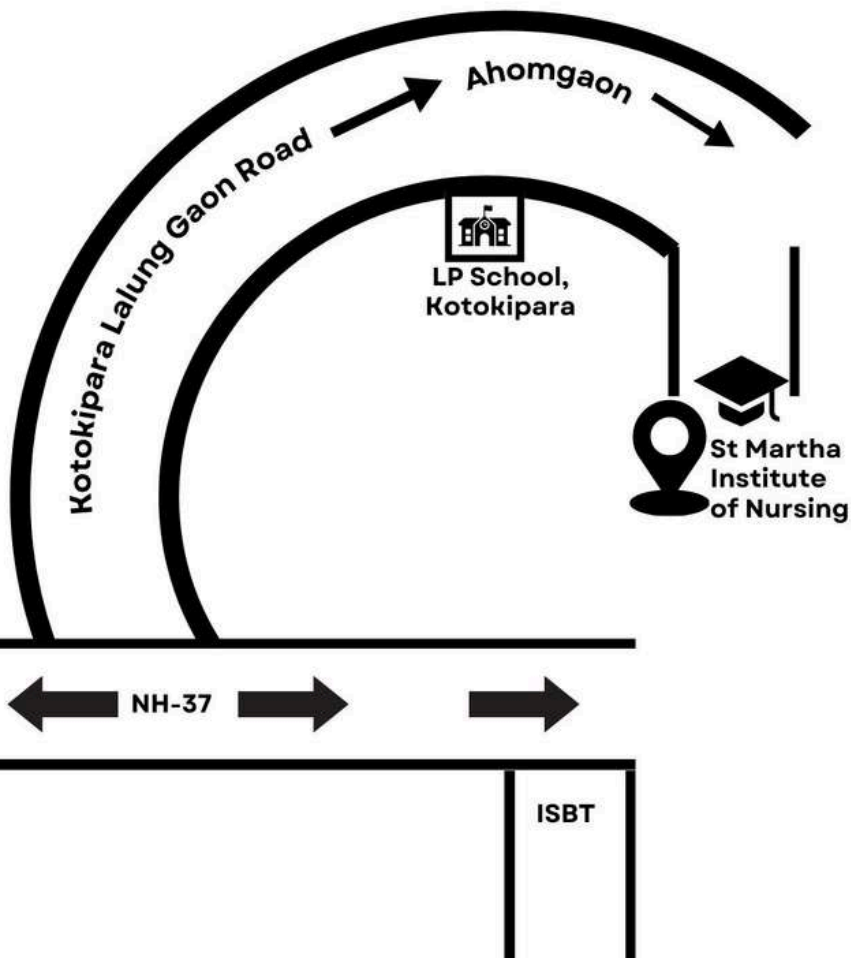 Ahomgaon
Kotokipara Lalung Gaon Road
LP School,
Kotokipara
St Martha
Institute
of Nursing
NH-37
ISBT